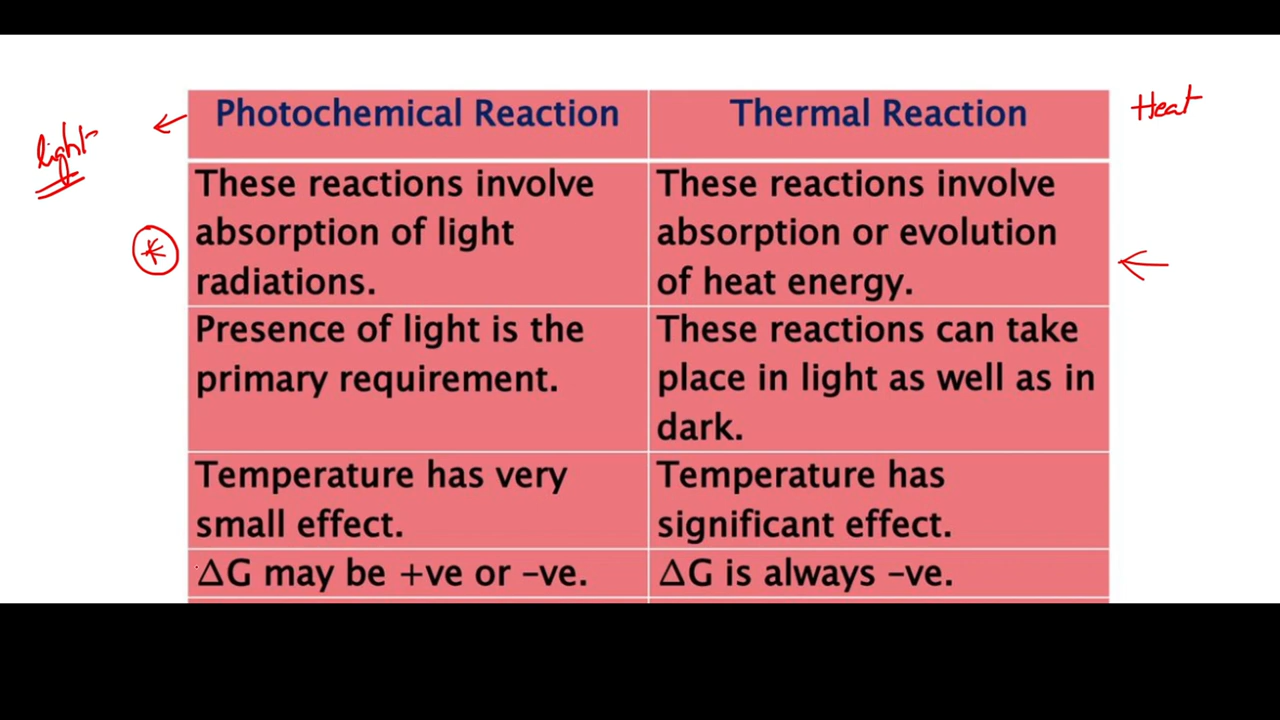 Photochemical Reaction
Thermal Reaction
Heat
light
These reactions involve
absorption of light
radiations.
These reactions involve
absorption or evolution
of heat energy.
Presence of light is the
primary requirement.
These reactions can take
place in light as well as in
dark.
Temperature has very
small effect.
Temperature has
significant effect.
ΔG may be +ve or –ve.
ΔG is always –ve.